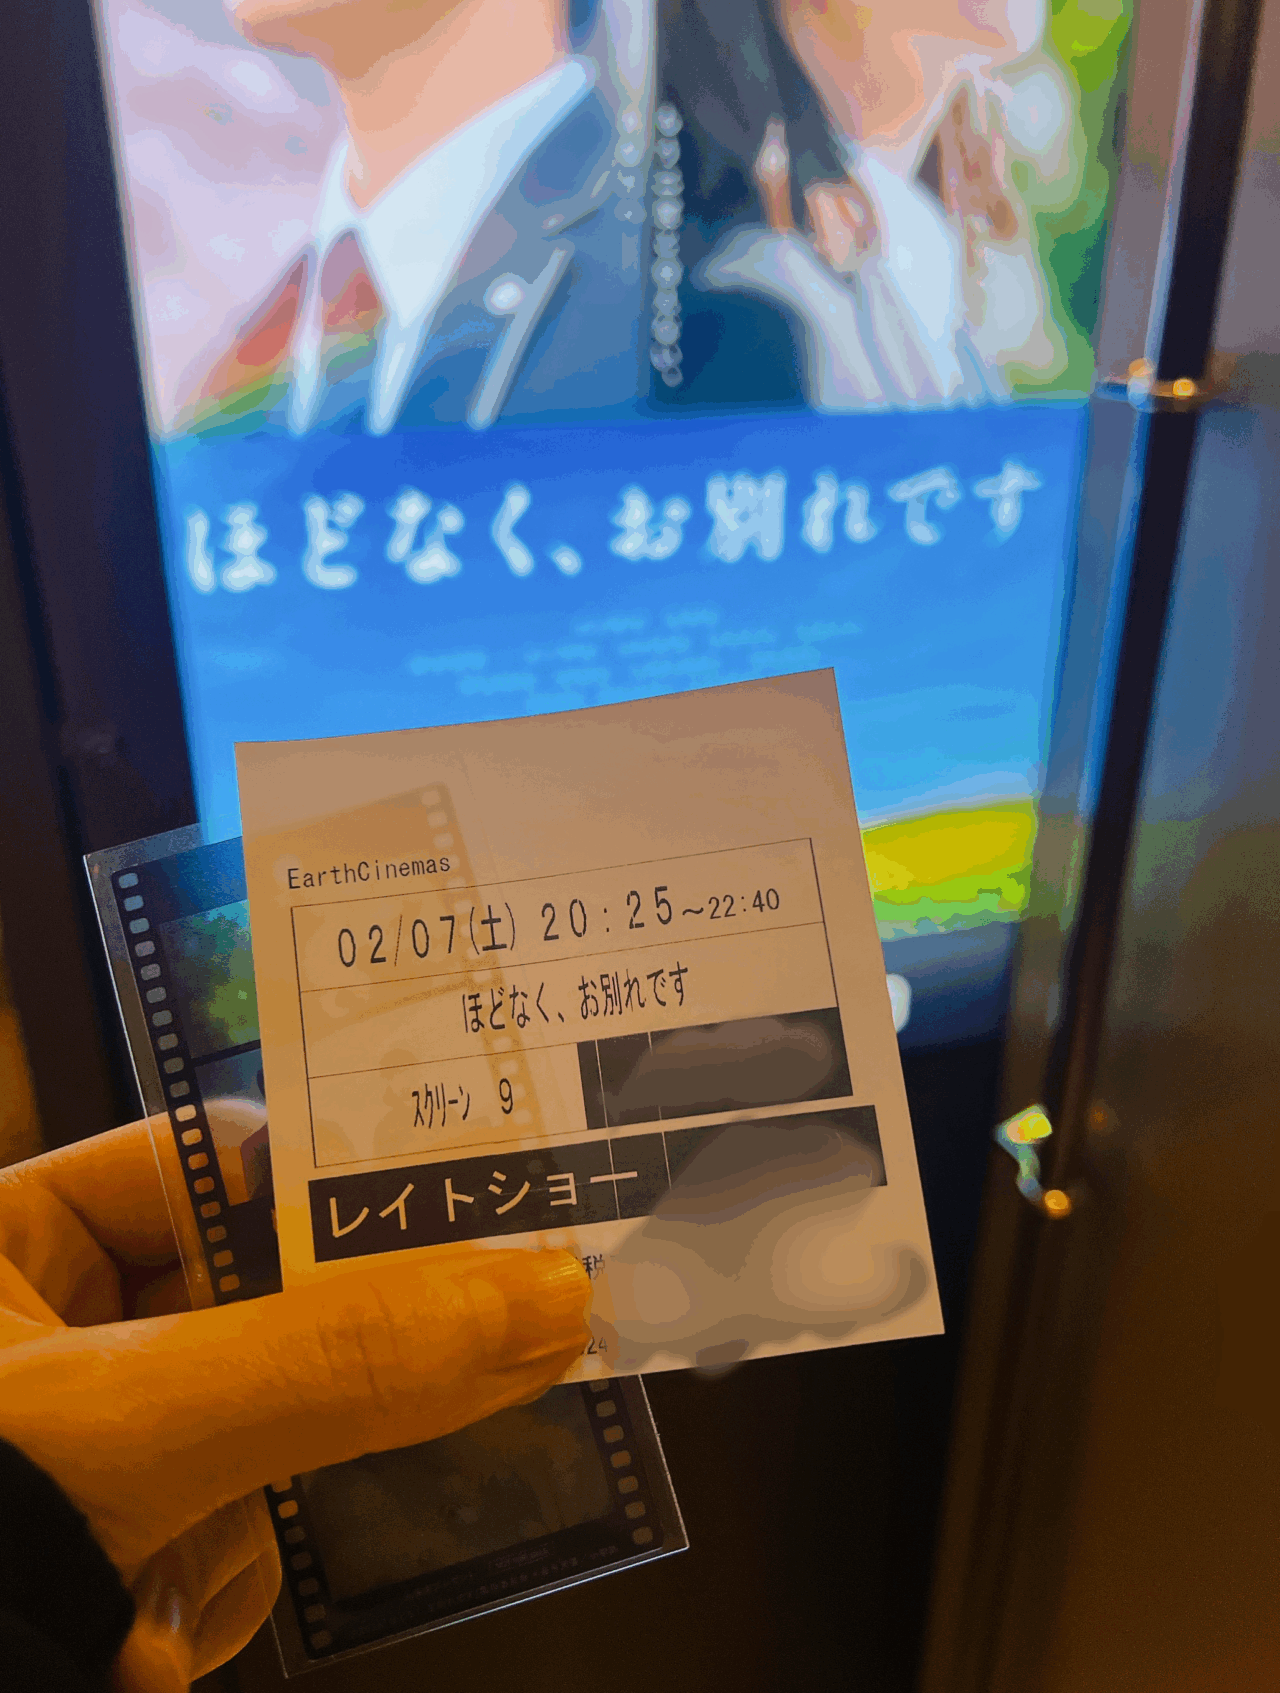 ほどなく、お別れです
EarthCinemas
02/07(土) 20:25~22:40
ほどなく、お別れです
ｽｸﾘｰﾝ 9
レイトショー
税
24